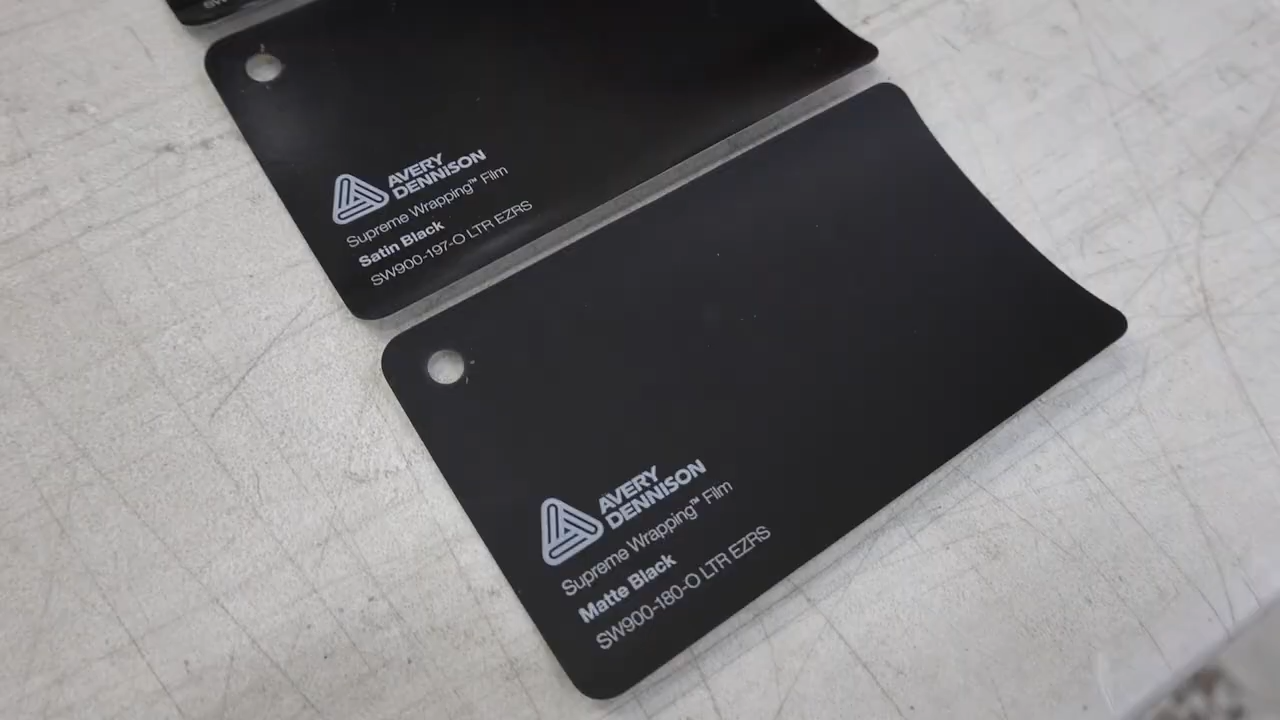 SW
AVERY
DENNISON
Supreme Wrapping™ Film
Satin Black
SW900-197-O LTR EZRS
AVERY
DENNISON
Supreme Wrapping™ Film
Matte Black
SW900-180-O LTR EZRS